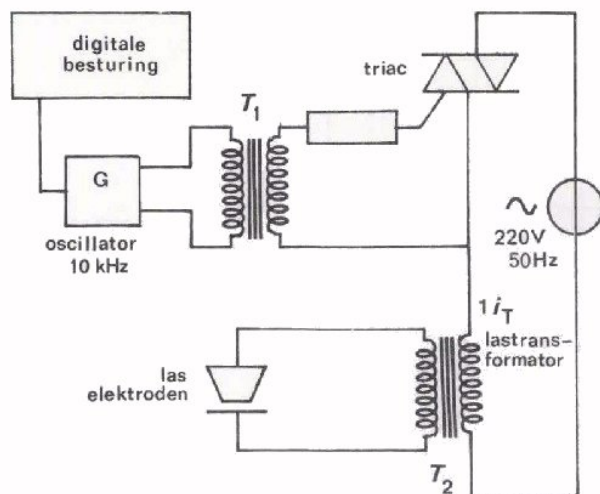 digitale
besturing
triac
T1
G
oscillator
10 kHz
220V
50Hz
1 iT
lastrans-
formator
las
elektroden
T2